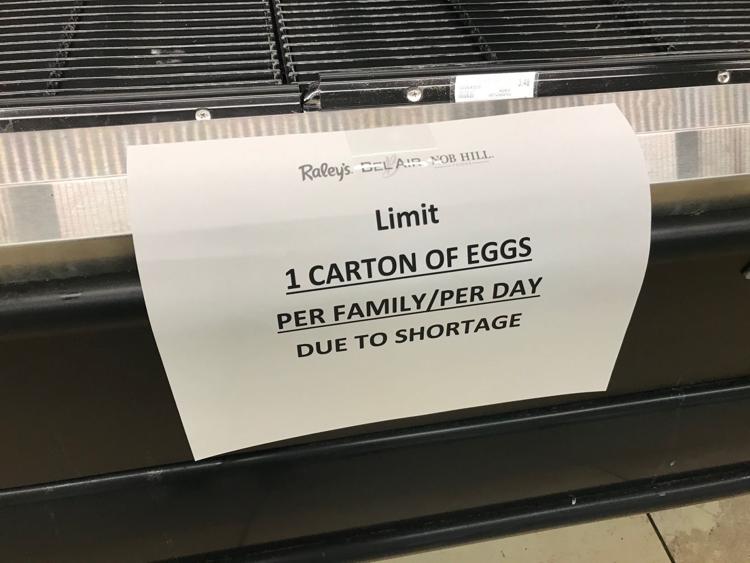 Raley's. BEL AIR NOB HILL.
Limit
1 CARTON OF EGGS
PER FAMILY/PER DAY
DUE TO SHORTAGE